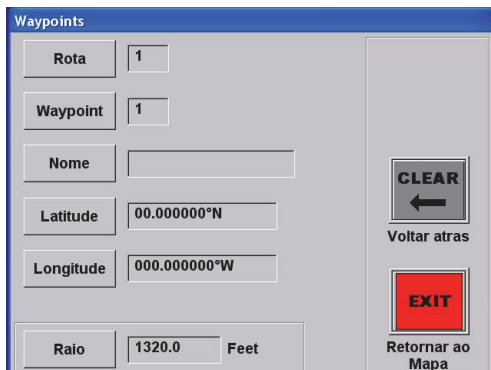 Waypoints
Rota 1
Waypoint 1
Nome
Latitude 00.000000°N
Longitude 000.000000°W
Raio 1320.0 Feet
CLEAR
Voltar atras
EXIT
Retornar ao
Mapa